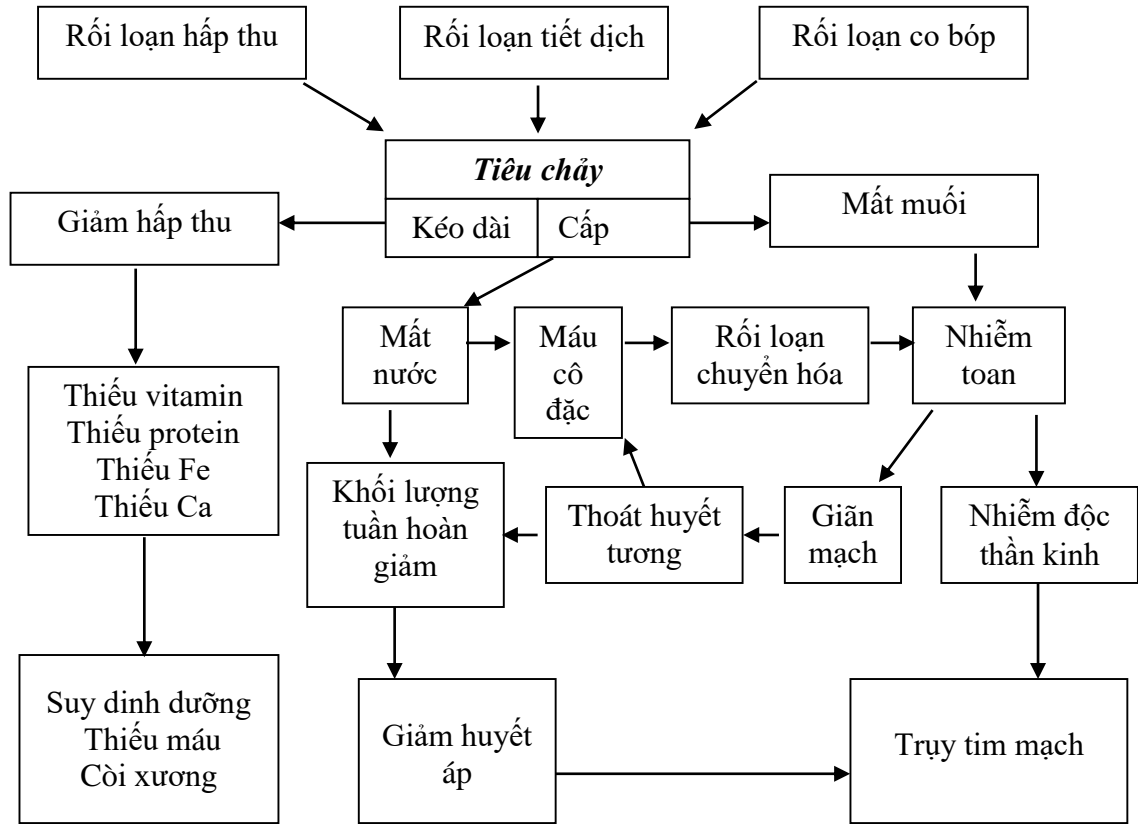 Rối loạn hấp thu
Rối loạn tiết dịch
Rối loạn co bóp
Tiêu chảy
Kéo dài
Cấp
Giảm hấp thu
Mất muối
Mất
nước
Máu
cô
đặc
Rối loạn
chuyển hóa
Nhiễm
toan
Thiếu vitamin
Thiếu protein
Thiếu Fe
Thiếu Ca
Khối lượng
tuần hoàn
giảm
Thoát huyết
tương
Giãn
mạch
Nhiễm độc
thần kinh
Suy dinh dưỡng
Thiếu máu
Còi xương
Giảm huyết
áp
Trụy tim mạch